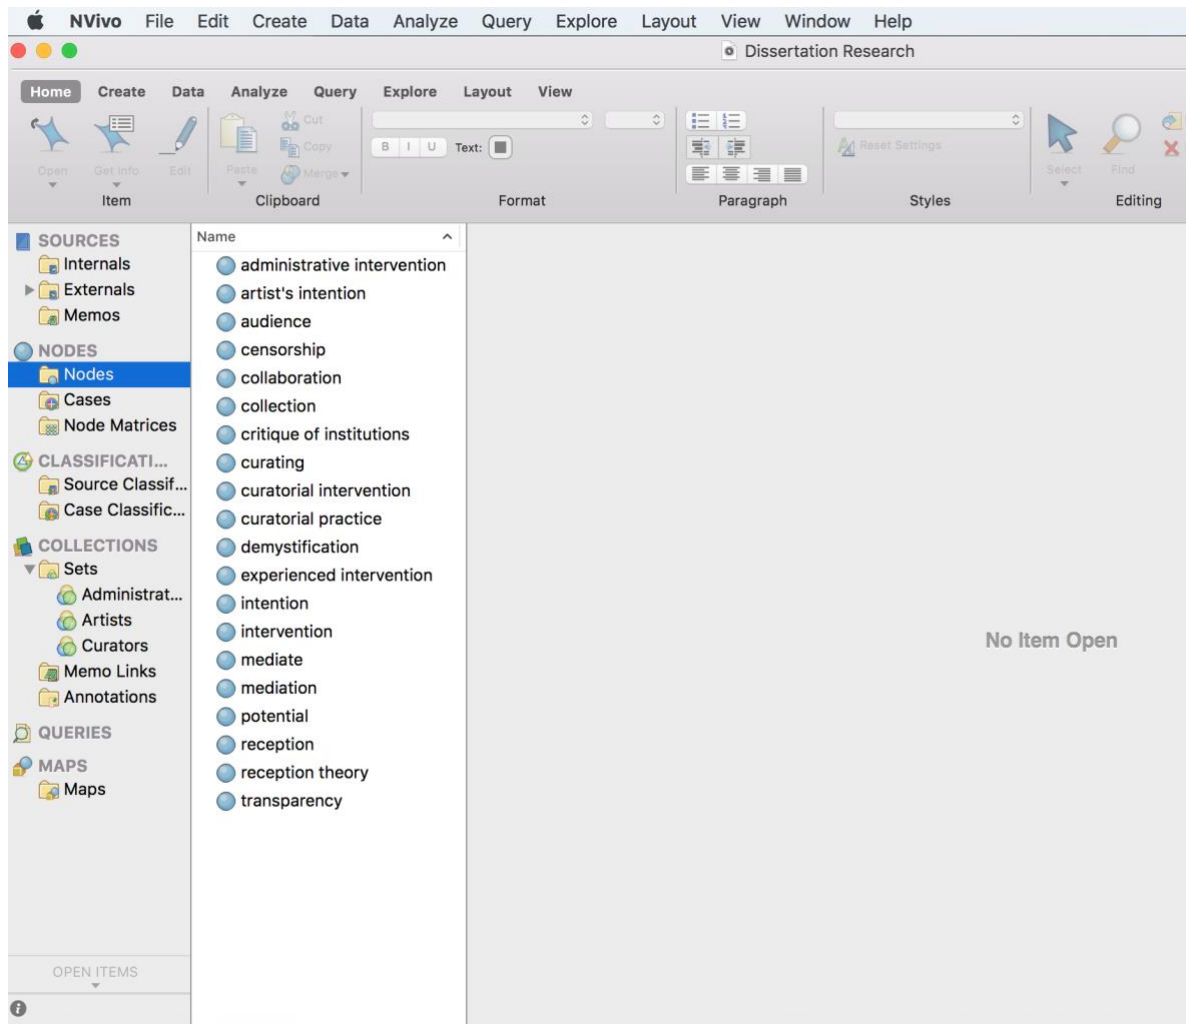 NVivo File Edit Create Data Analyze Query Explore Layout View Window Help
Dissertation Research
Home Create Data Analyze Query Explore Layout View
Open Get Info Edit Paste Cut Copy Merge B I U Text: Reset Settings Select Find
Item Clipboard Format Paragraph Styles Editing
SOURCES
Internals
Externals
Memos
NODES
Nodes
Cases
Node Matrices
CLASSIFICATI...
Source Classif...
Case Classific...
COLLECTIONS
Sets
Administrat...
Artists
Curators
Memo Links
Annotations
QUERIES
MAPS
Maps
OPEN ITEMS
Name
administrative intervention
artist's intention
audience
censorship
collaboration
collection
critique of institutions
curating
curatorial intervention
curatorial practice
demystification
experienced intervention
intention
intervention
mediate
mediation
potential
reception
reception theory
transparency
No Item Open